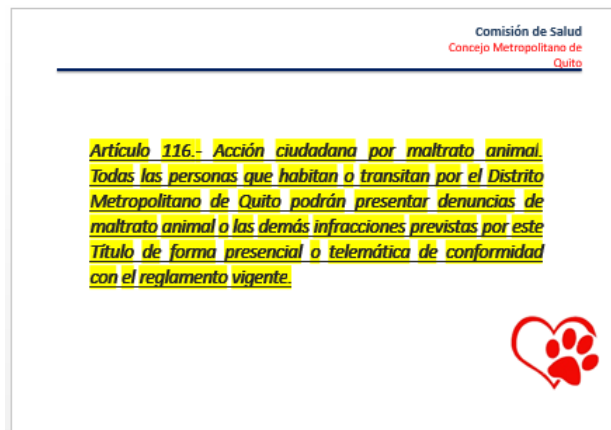 Comisión de Salud
Concejo Metropolitano de
Quito
Artículo 116.- Acción ciudadana por maltrato animal.
Todas las personas que habitan o transitan por el Distrito
Metropolitano de Quito podrán presentar denuncias de
maltrato animal o las demás infracciones previstas por este
Título de forma presencial o telemática de conformidad
con el reglamento vigente.